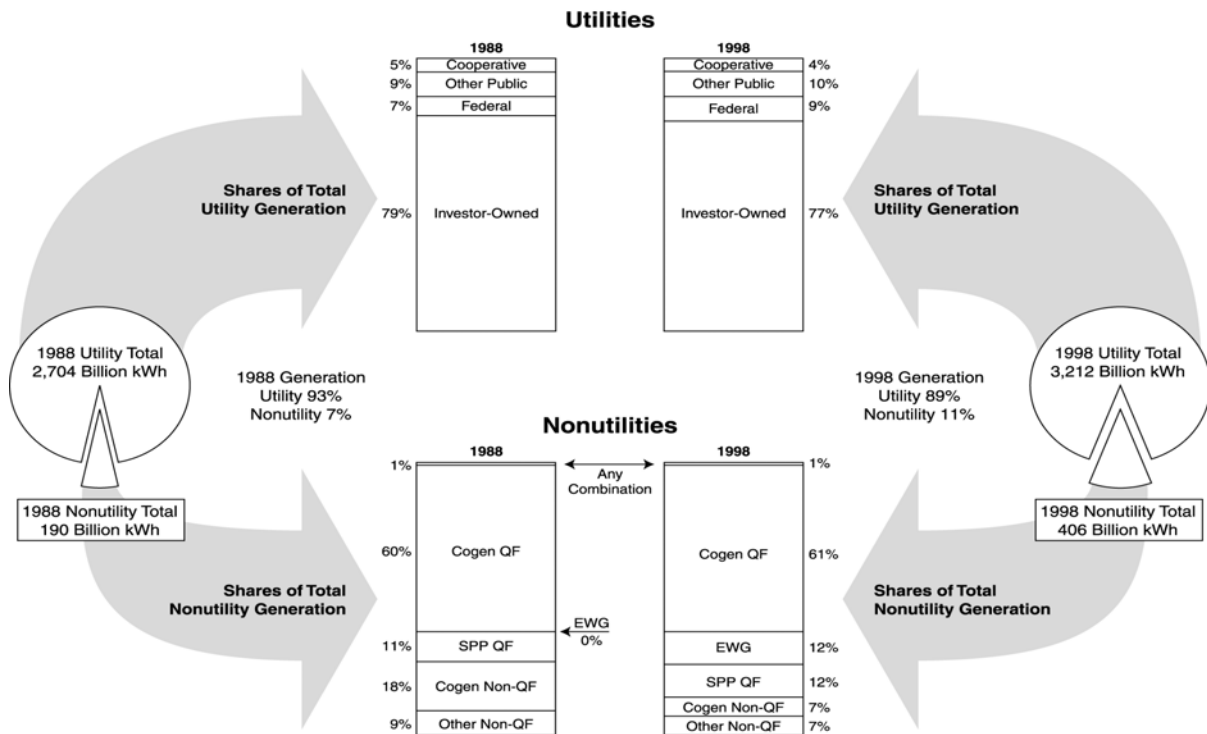 Utilities
1988
5%
Cooperative
9%
Other Public
7%
Federal
79%
Investor-Owned
1998
Cooperative
4%
Other Public
10%
Federal
9%
Investor-Owned
77%
Shares of Total
Utility Generation
Shares of Total
Utility Generation
1988 Utility Total
2,704 Billion kWh
1988 Generation
Utility 93%
Nonutility 7%
1998 Generation
Utility 89%
Nonutility 11%
1998 Utility Total
3,212 Billion kWh
1988 Nonutility Total
190 Billion kWh
1998 Nonutility Total
406 Billion kWh
Nonutilities
1988
1%
60%
Cogen QF
EWG
0%
11%
SPP QF
18%
Cogen Non-QF
9%
Other Non-QF
Any
Combination
1998
1%
Cogen QF
61%
EWG
12%
SPP QF
12%
Cogen Non-QF
7%
Other Non-QF
7%
Shares of Total
Nonutility Generation
Shares of Total
Nonutility Generation